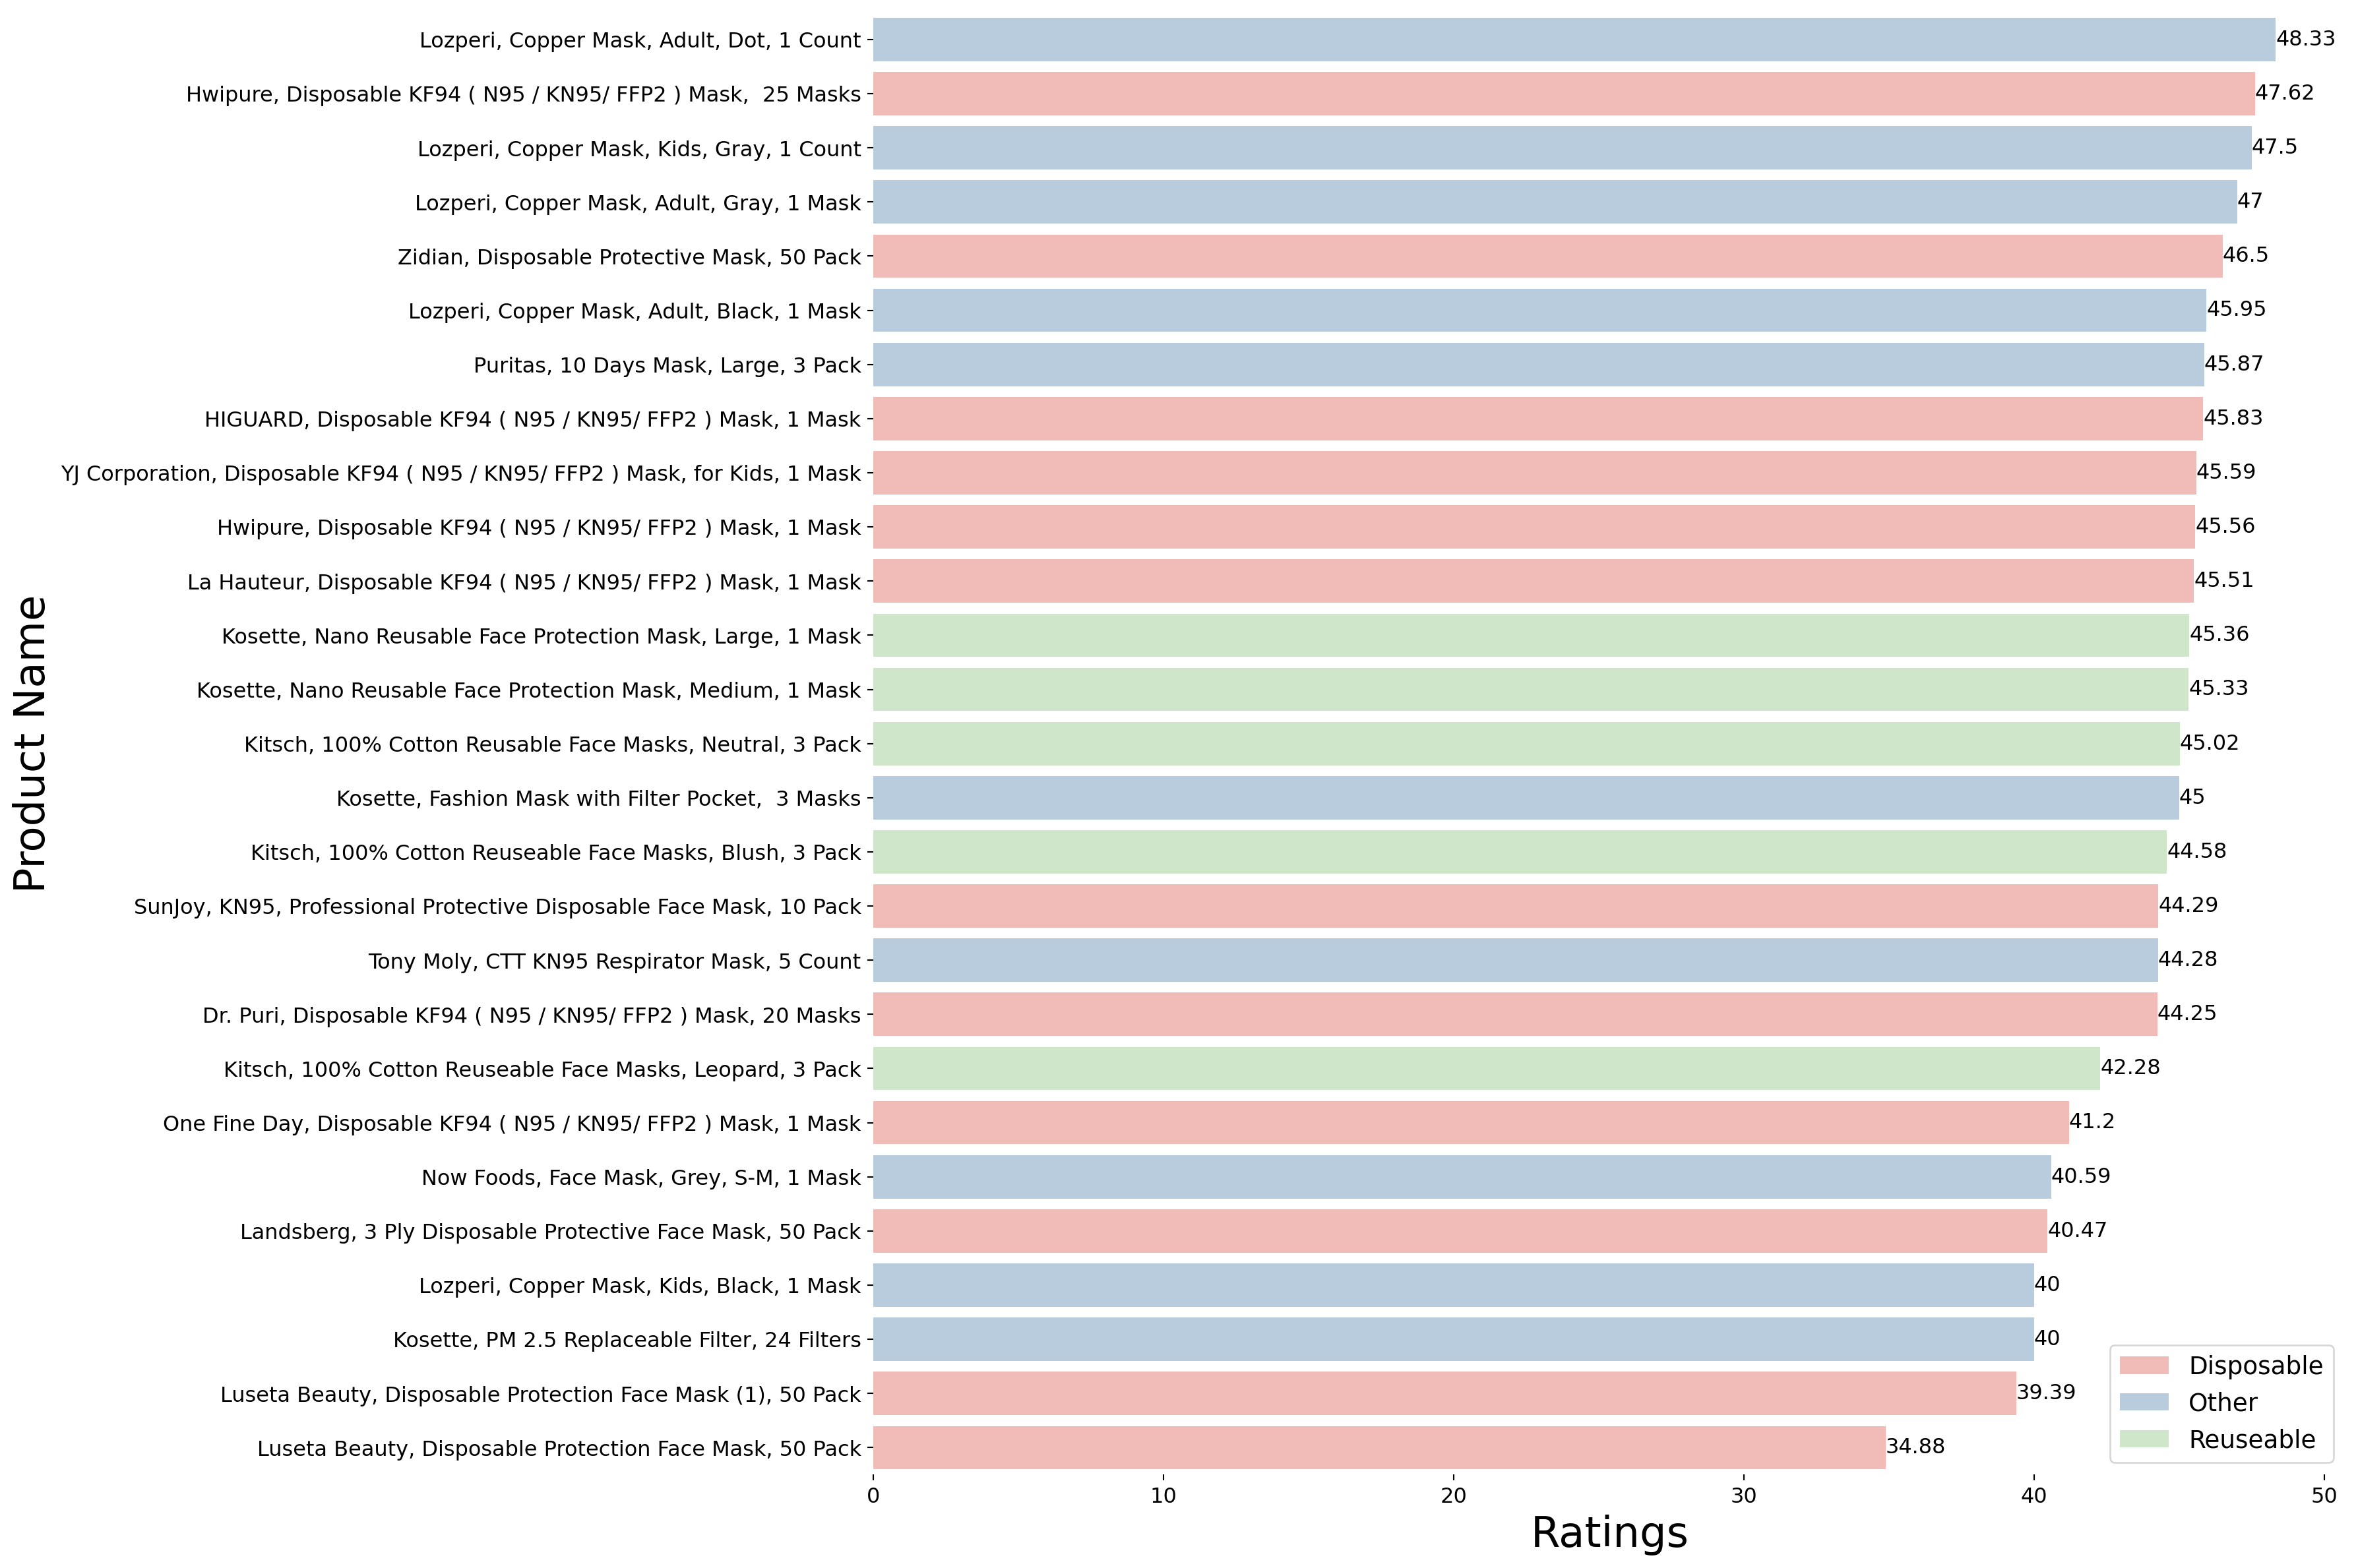 Lozperi, Copper Mask, Adult, Dot, 1 Count 48.33
Hwipure, Disposable KF94 ( N95 / KN95/ FFP2 ) Mask,  25 Masks 47.62
Lozperi, Copper Mask, Kids, Gray, 1 Count 47.5
Lozperi, Copper Mask, Adult, Gray, 1 Mask 47
Zidian, Disposable Protective Mask, 50 Pack 46.5
Lozperi, Copper Mask, Adult, Black, 1 Mask 45.95
Puritas, 10 Days Mask, Large, 3 Pack 45.87
HIGUARD, Disposable KF94 ( N95 / KN95/ FFP2 ) Mask, 1 Mask 45.83
YJ Corporation, Disposable KF94 ( N95 / KN95/ FFP2 ) Mask, for Kids, 1 Mask 45.59
Hwipure, Disposable KF94 ( N95 / KN95/ FFP2 ) Mask, 1 Mask 45.56
La Hauteur, Disposable KF94 ( N95 / KN95/ FFP2 ) Mask, 1 Mask 45.51
Kosette, Nano Reusable Face Protection Mask, Large, 1 Mask 45.36
Kosette, Nano Reusable Face Protection Mask, Medium, 1 Mask 45.33
Kitsch, 100% Cotton Reusable Face Masks, Neutral, 3 Pack 45.02
Kosette, Fashion Mask with Filter Pocket,  3 Masks 45
Kitsch, 100% Cotton Reuseable Face Masks, Blush, 3 Pack 44.58
SunJoy, KN95, Professional Protective Disposable Face Mask, 10 Pack 44.29
Tony Moly, CTT KN95 Respirator Mask, 5 Count 44.28
Dr. Puri, Disposable KF94 ( N95 / KN95/ FFP2 ) Mask, 20 Masks 44.25
Kitsch, 100% Cotton Reuseable Face Masks, Leopard, 3 Pack 42.28
One Fine Day, Disposable KF94 ( N95 / KN95/ FFP2 ) Mask, 1 Mask 41.2
Now Foods, Face Mask, Grey, S-M, 1 Mask 40.59
Landsberg, 3 Ply Disposable Protective Face Mask, 50 Pack 40.47
Lozperi, Copper Mask, Kids, Black, 1 Mask 40
Kosette, PM 2.5 Replaceable Filter, 24 Filters 40
Luseta Beauty, Disposable Protection Face Mask (1), 50 Pack 39.39
Luseta Beauty, Disposable Protection Face Mask, 50 Pack 34.88
Product Name
Disposable
Other
Reuseable
0 10 20 30 40 50
Ratings